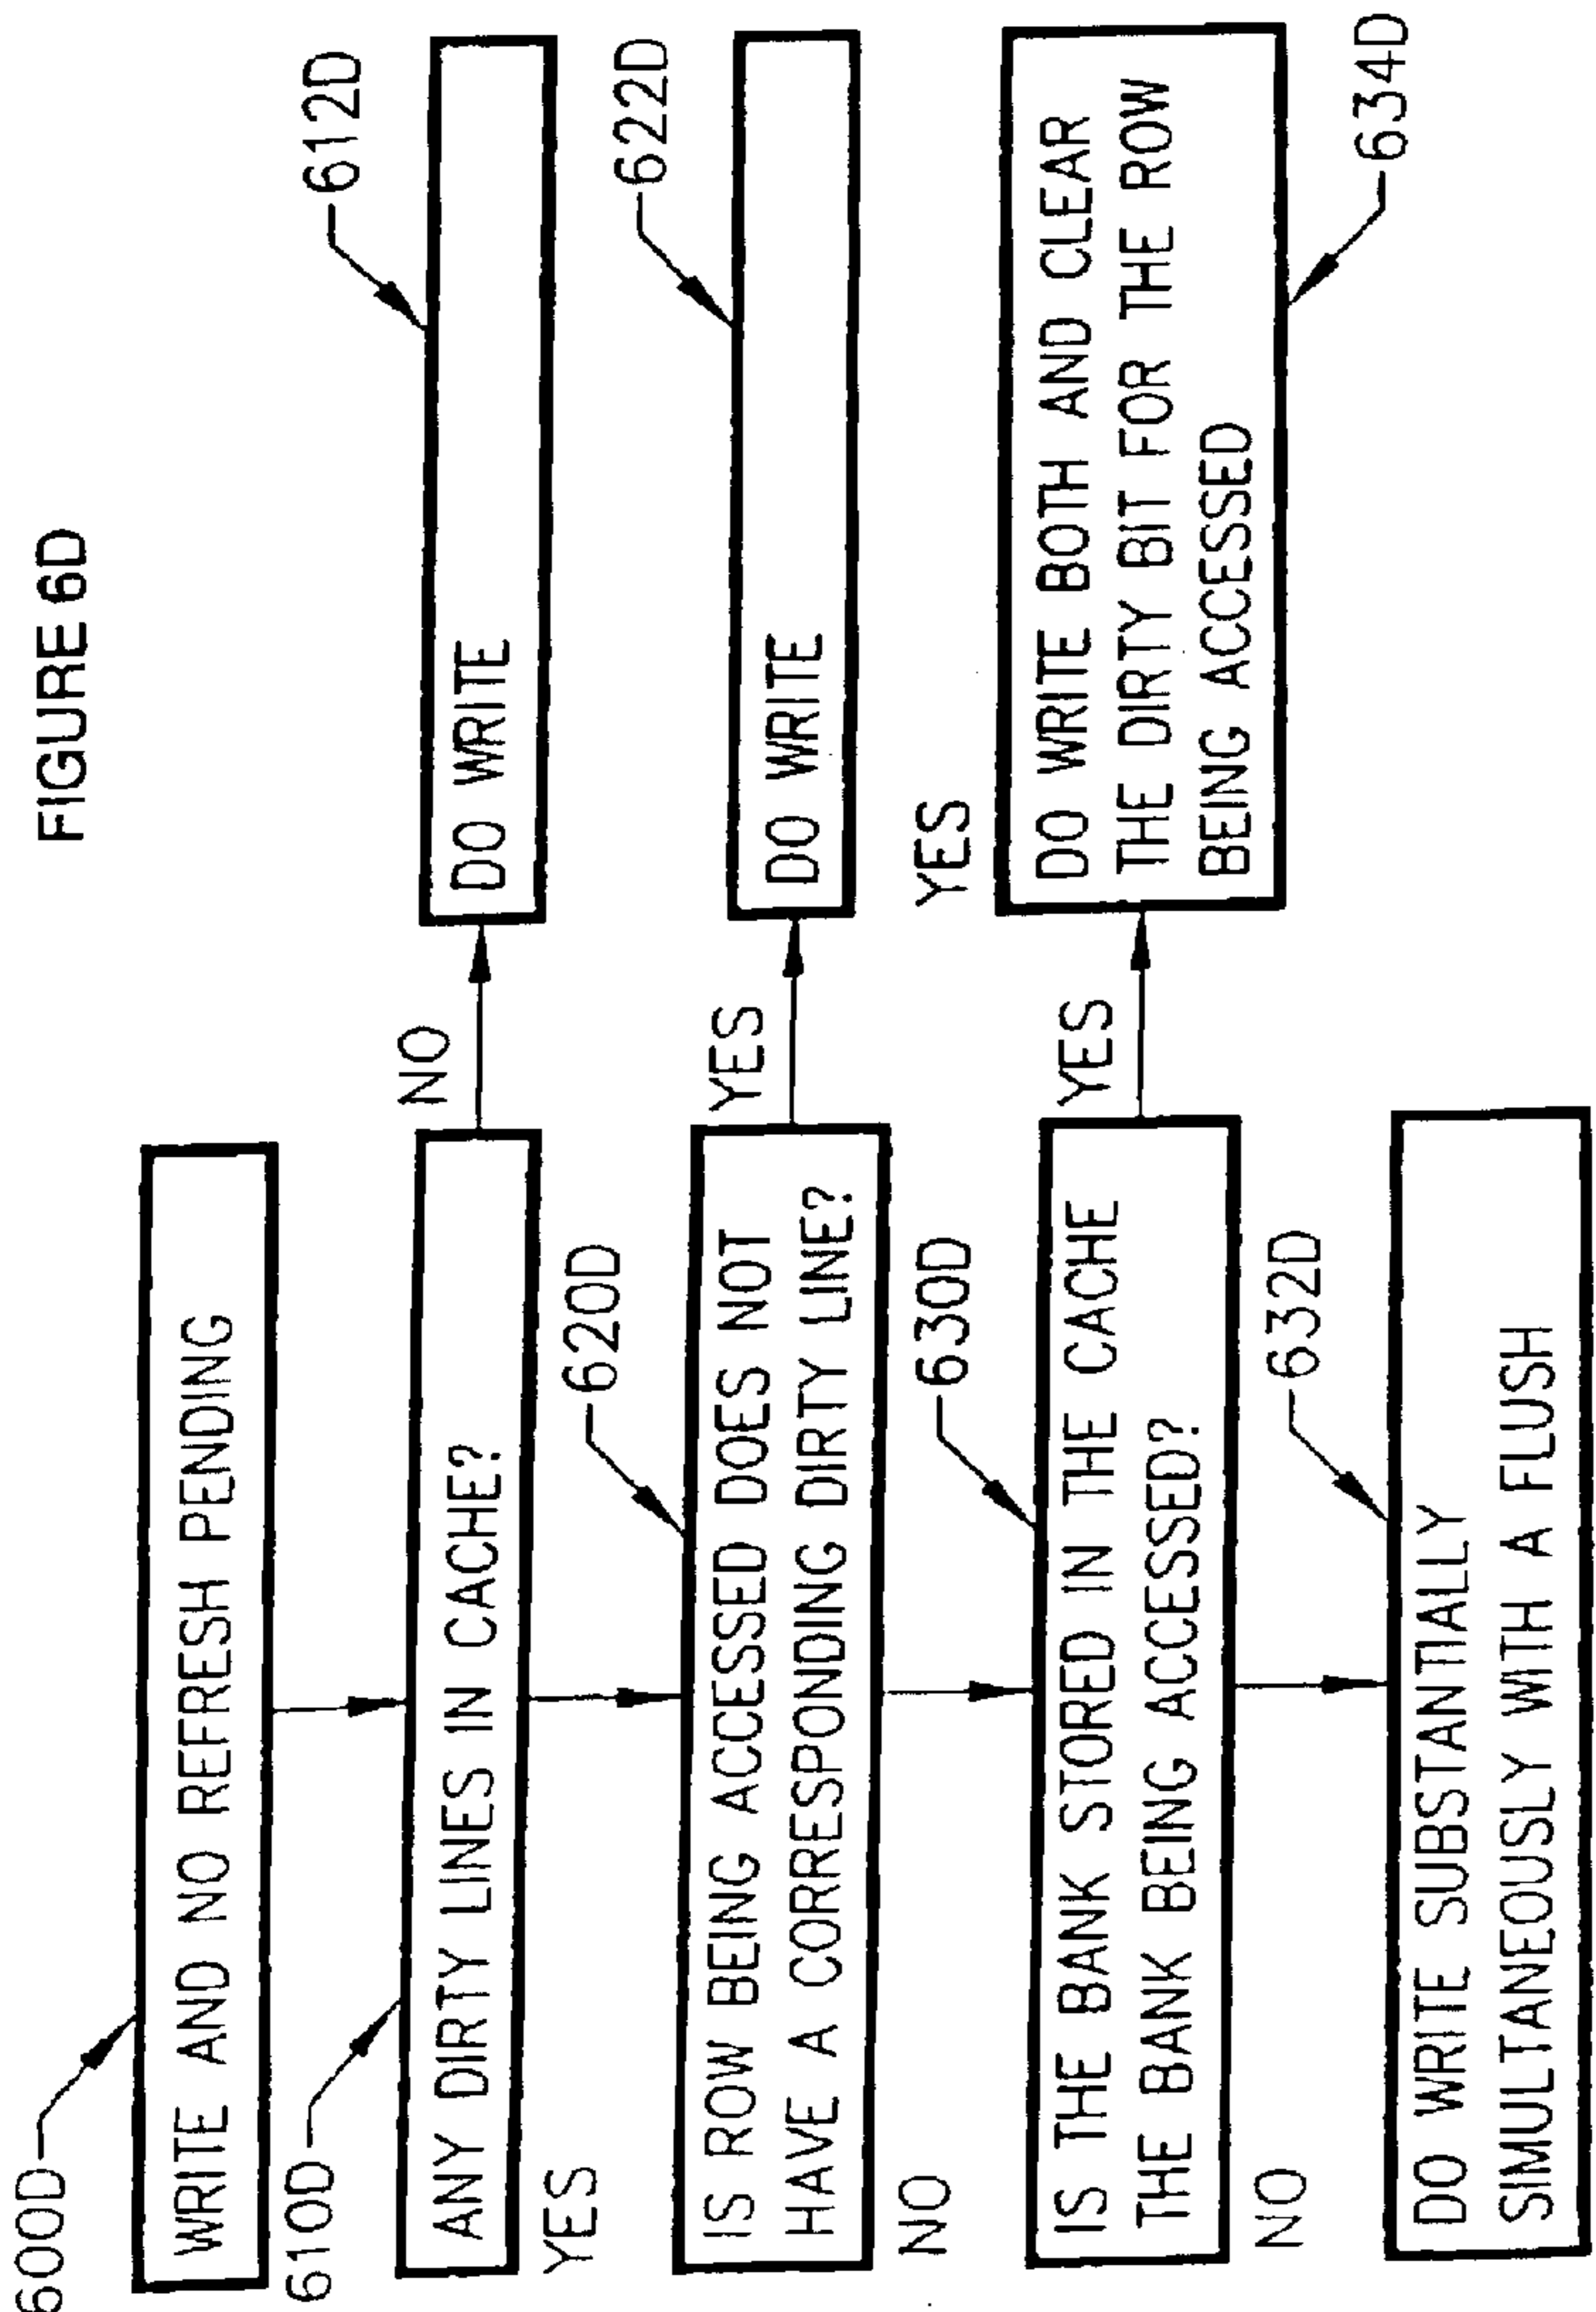 FIGURE 6D
600D
WRITE AND NO REFRESH PENDING
610D
ANY DIRTY LINES IN CACHE?
NO
612D
DO WRITE
YES
620D
IS ROW BEING ACCESSED DOES NOT
HAVE A CORRESPONDING DIRTY LINE?
YES
622D
DO WRITE
NO
630D
IS THE BANK STORED IN THE CACHE
THE BANK BEING ACCESSED?
YES
YES
DO WRITE BOTH AND CLEAR
THE DIRTY BIT FOR THE ROW
BEING ACCESSED
634D
NO
632D
DO WRITE SUBSTANTIALLY
SIMULTANEOUSLY WITH A FLUSH